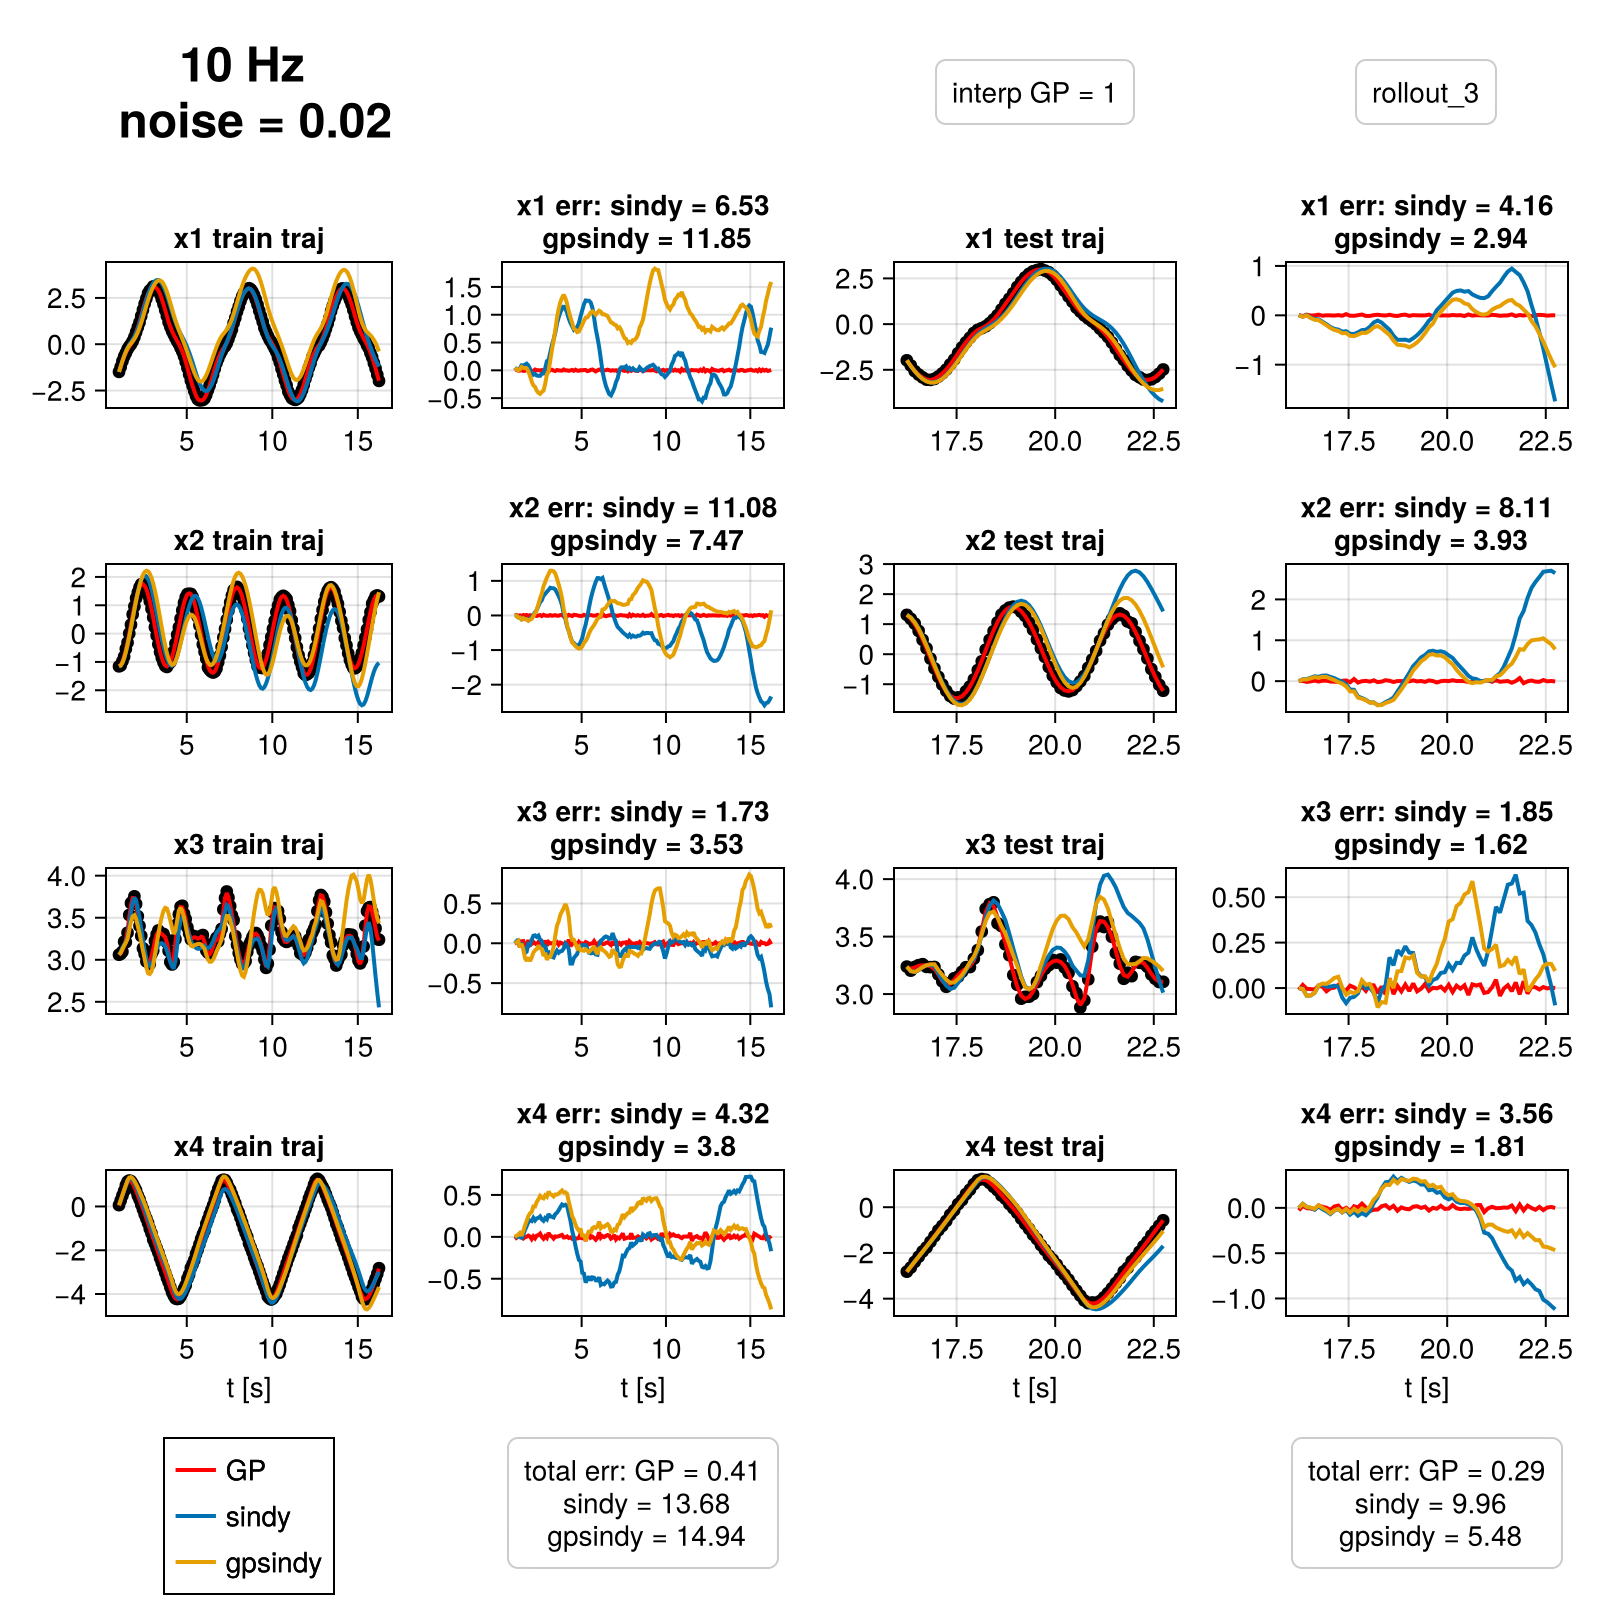 10 Hz
noise = 0.02
interp GP = 1
rollout_3
x1 train traj
2.5
0.0
−2.5
5 10 15
x1 err: sindy = 6.53
gpsindy = 11.85
1.5
1.0
0.5
0.0
−0.5
5 10 15
x1 test traj
2.5
0.0
−2.5
17.5 20.0 22.5
x1 err: sindy = 4.16
gpsindy = 2.94
1
0
−1
17.5 20.0 22.5
x2 train traj
2
1
0
−1
−2
5 10 15
x2 err: sindy = 11.08
gpsindy = 7.47
1
0
−1
−2
5 10 15
x2 test traj
3
2
1
0
−1
17.5 20.0 22.5
x2 err: sindy = 8.11
gpsindy = 3.93
2
1
0
17.5 20.0 22.5
x3 train traj
4.0
3.5
3.0
2.5
5 10 15
x3 err: sindy = 1.73
gpsindy = 3.53
0.5
0.0
−0.5
5 10 15
x3 test traj
4.0
3.5
3.0
17.5 20.0 22.5
x3 err: sindy = 1.85
gpsindy = 1.62
0.50
0.25
0.00
17.5 20.0 22.5
x4 train traj
0
−2
−4
5 10 15
t [s]
x4 err: sindy = 4.32
gpsindy = 3.8
0.5
0.0
−0.5
5 10 15
t [s]
x4 test traj
0
−2
−4
17.5 20.0 22.5
t [s]
x4 err: sindy = 3.56
gpsindy = 1.81
0.0
−0.5
−1.0
17.5 20.0 22.5
t [s]
GP
sindy
gpsindy
total err: GP = 0.41
sindy = 13.68
gpsindy = 14.94
total err: GP = 0.29
sindy = 9.96
gpsindy = 5.48